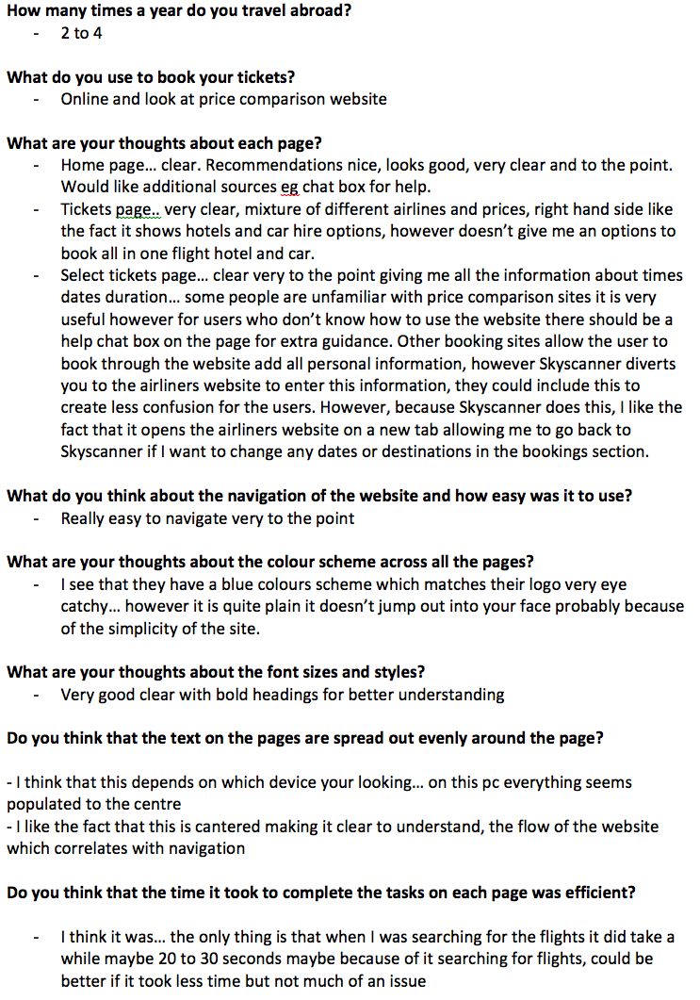 How many times a year do you travel abroad?
- 2 to 4
What do you use to book your tickets?
- Online and look at price comparison website
What are your thoughts about each page?
- Home page... clear. Recommendations nice, looks good, very clear and to the point.
Would like additional sources eg chat box for help.
- Tickets page.. very clear, mixture of different airlines and prices, right hand side like
the fact it shows hotels and car hire options, however doesn't give me an options to
book all in one flight hotel and car.
- Select tickets page... clear very to the point giving me all the information about times
dates duration... some people are unfamiliar with price comparison sites it is very
useful however for users who don't know how to use the website there should be a
help chat box on the page for extra guidance. Other booking sites allow the user to
book through the website add all personal information, however Skyscanner diverts
you to the airliners website to enter this information, they could include this to
create less confusion for the users. However, because Skyscanner does this, I like the
fact that it opens the airliners website on a new tab allowing me to go back to
Skyscanner if I want to change any dates or destinations in the bookings section.
What do you think about the navigation of the website and how easy was it to use?
- Really easy to navigate very to the point
What are your thoughts about the colour scheme across all the pages?
- I see that they have a blue colours scheme which matches their logo very eye
catchy... however it is quite plain it doesn't jump out into your face probably because
of the simplicity of the site.
What are your thoughts about the font sizes and styles?
- Very good clear with bold headings for better understanding
Do you think that the text on the pages are spread out evenly around the page?
- I think that this depends on which device your looking... on this pc everything seems
populated to the centre
- I like the fact that this is cantered making it clear to understand, the flow of the website
which correlates with navigation
Do you think that the time it took to complete the tasks on each page was efficient?
- I think it was... the only thing is that when I was searching for the flights it did take a
while maybe 20 to 30 seconds maybe because of it searching for flights, could be
better if it took less time but not much of an issue